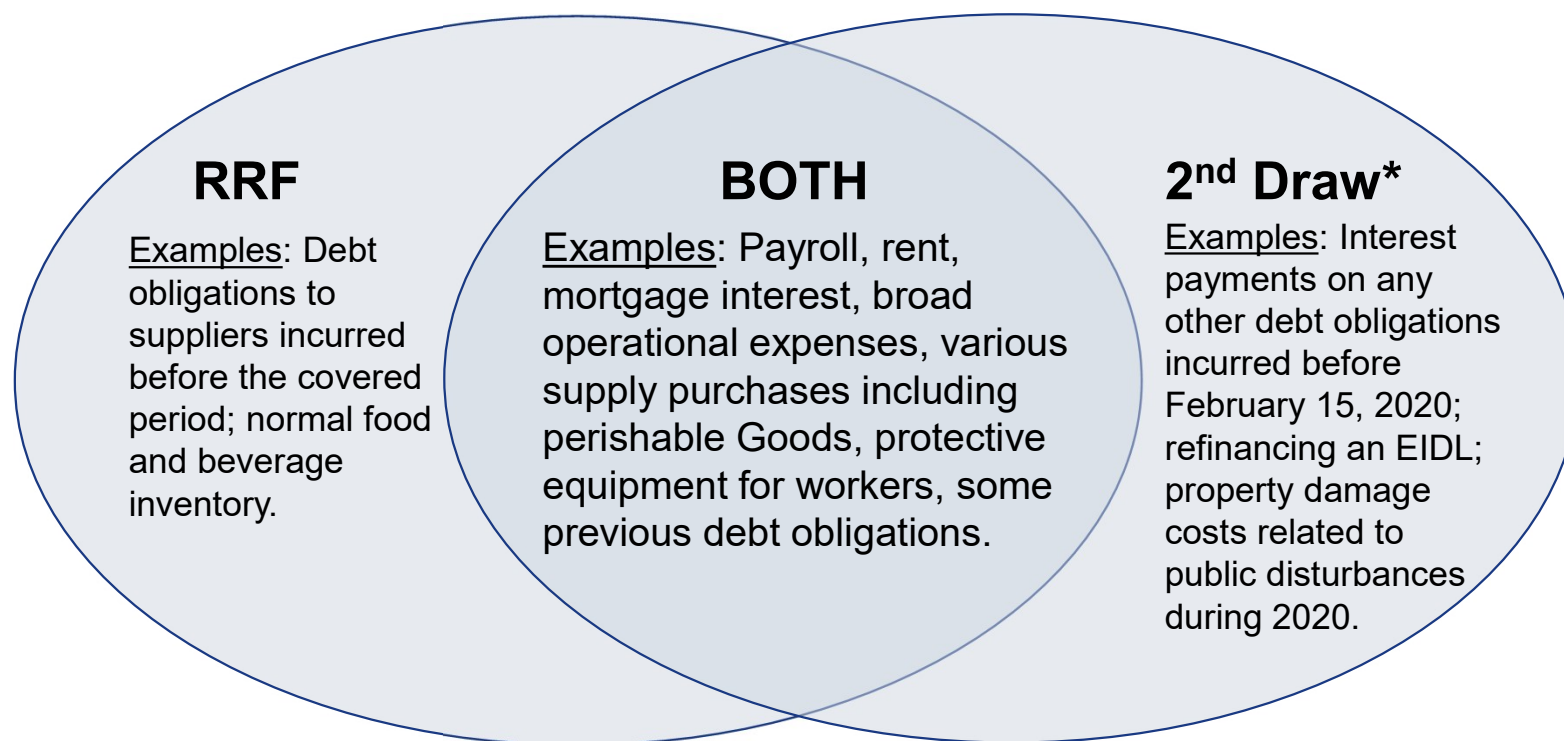 RRF
Examples: Debt
obligations to
suppliers incurred
before the covered
period; normal food
and beverage
inventory.
BOTH
Examples: Payroll, rent,
mortgage interest, broad
operational expenses, various
supply purchases including
perishable Goods, protective
equipment for workers, some
previous debt obligations.
2nd Draw*
Examples: Interest
payments on any
other debt obligations
incurred before
February 15, 2020;
refinancing an EIDL;
property damage
costs related to
public disturbances
during 2020.